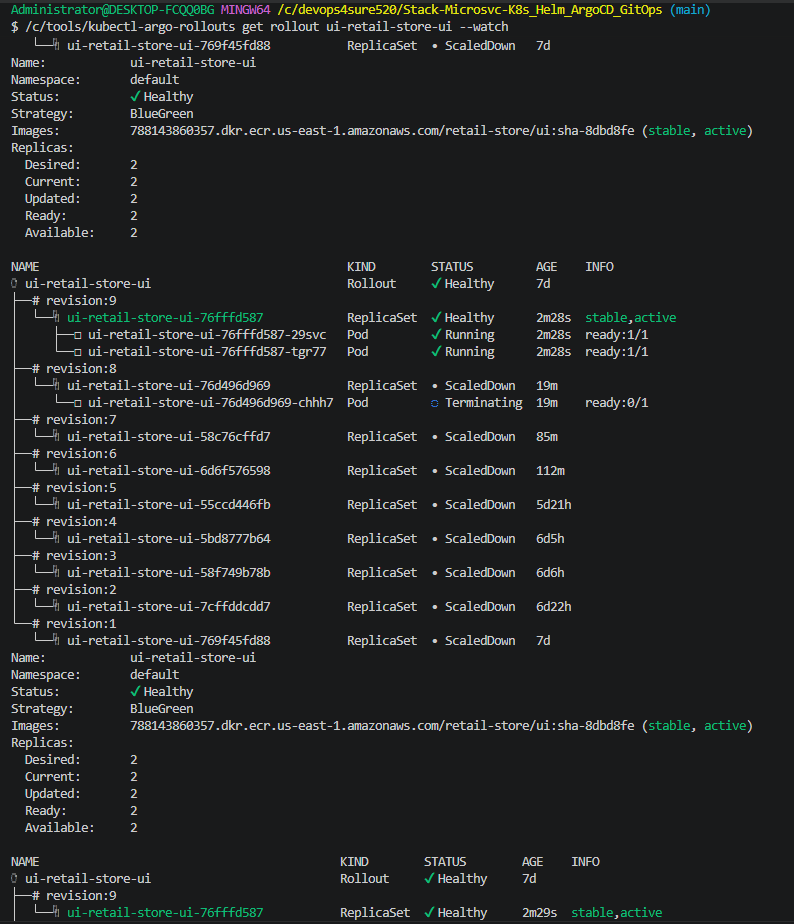 Administrator@DESKTOP-FCQQ0BG MINGW64 /c/devops4sure520/Stack-Microsvc-K8s_Helm_ArgoCD_GitOps (main)
$ /c/tools/kubectl-argo-rollouts get rollout ui-retail-store-ui --watch
ui-retail-store-ui-769f45fd88 ReplicaSet • ScaledDown 7d
Name: ui-retail-store-ui
Namespace: default
Status: ✔ Healthy
Strategy: BlueGreen
Images: 788143860357.dkr.ecr.us-east-1.amazonaws.com/retail-store/ui:sha-8dbd8fe (stable, active)
Replicas:
Desired: 2
Current: 2
Updated: 2
Ready: 2
Available: 2
NAME KIND STATUS AGE INFO
ui-retail-store-ui Rollout ✔ Healthy 7d
# revision:9
ui-retail-store-ui-76fffd587 ReplicaSet ✔ Healthy 2m28s stable,active
ui-retail-store-ui-76fffd587-29svc Pod ✔ Running 2m28s ready:1/1
ui-retail-store-ui-76fffd587-tgr77 Pod ✔ Running 2m28s ready:1/1
# revision:8
ui-retail-store-ui-76d496d969 ReplicaSet • ScaledDown 19m
ui-retail-store-ui-76d496d969-chhh7 Pod ◌ Terminating 19m ready:0/1
# revision:7
ui-retail-store-ui-58c76cffd7 ReplicaSet • ScaledDown 85m
# revision:6
ui-retail-store-ui-6d6f576598 ReplicaSet • ScaledDown 112m
# revision:5
ui-retail-store-ui-55ccd446fb ReplicaSet • ScaledDown 5d21h
# revision:4
ui-retail-store-ui-5bd8777b64 ReplicaSet • ScaledDown 6d5h
# revision:3
ui-retail-store-ui-58f749b78b ReplicaSet • ScaledDown 6d6h
# revision:2
ui-retail-store-ui-7cffddcdd7 ReplicaSet • ScaledDown 6d22h
# revision:1
ui-retail-store-ui-769f45fd88 ReplicaSet • ScaledDown 7d
Name: ui-retail-store-ui
Namespace: default
Status: ✔ Healthy
Strategy: BlueGreen
Images: 788143860357.dkr.ecr.us-east-1.amazonaws.com/retail-store/ui:sha-8dbd8fe (stable, active)
Replicas:
Desired: 2
Current: 2
Updated: 2
Ready: 2
Available: 2
NAME KIND STATUS AGE INFO
ui-retail-store-ui Rollout ✔ Healthy 7d
# revision:9
ui-retail-store-ui-76fffd587 ReplicaSet ✔ Healthy 2m29s stable,active